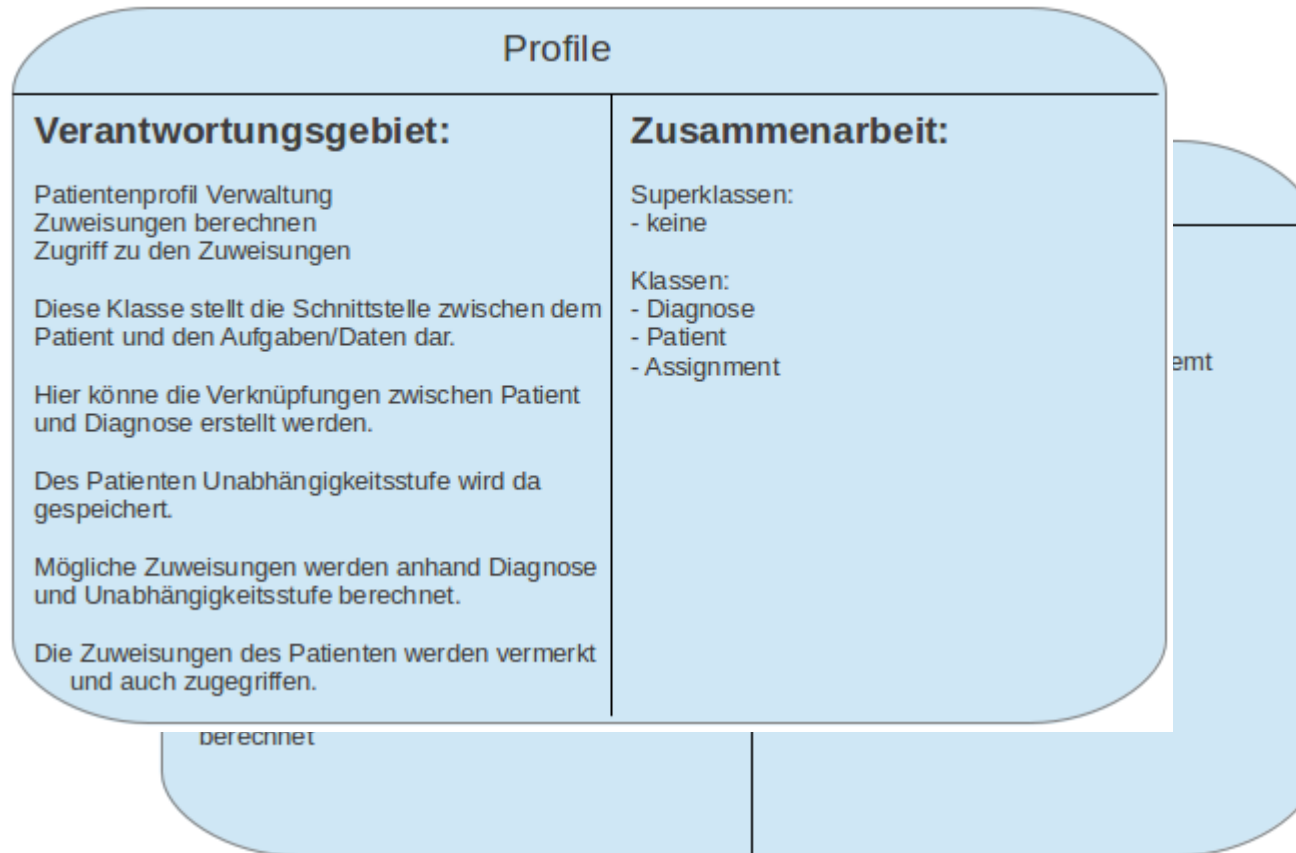 Profile
Verantwortungsgebiet:
Patientenprofil Verwaltung
Zuweisungen berechnen
Zugriff zu den Zuweisungen
Diese Klasse stellt die Schnittstelle zwischen dem
Patient und den Aufgaben/Daten dar.
Hier könne die Verknüpfungen zwischen Patient
und Diagnose erstellt werden.
Des Patienten Unabhängigkeitsstufe wird da
gespeichert.
Mögliche Zuweisungen werden anhand Diagnose
und Unabhängigkeitsstufe berechnet.
Die Zuweisungen des Patienten werden vermerkt
und auch zugegriffen.
Zusammenarbeit:
Superklassen:
- keine
Klassen:
- Diagnose
- Patient
- Assignment
emt
berechnet